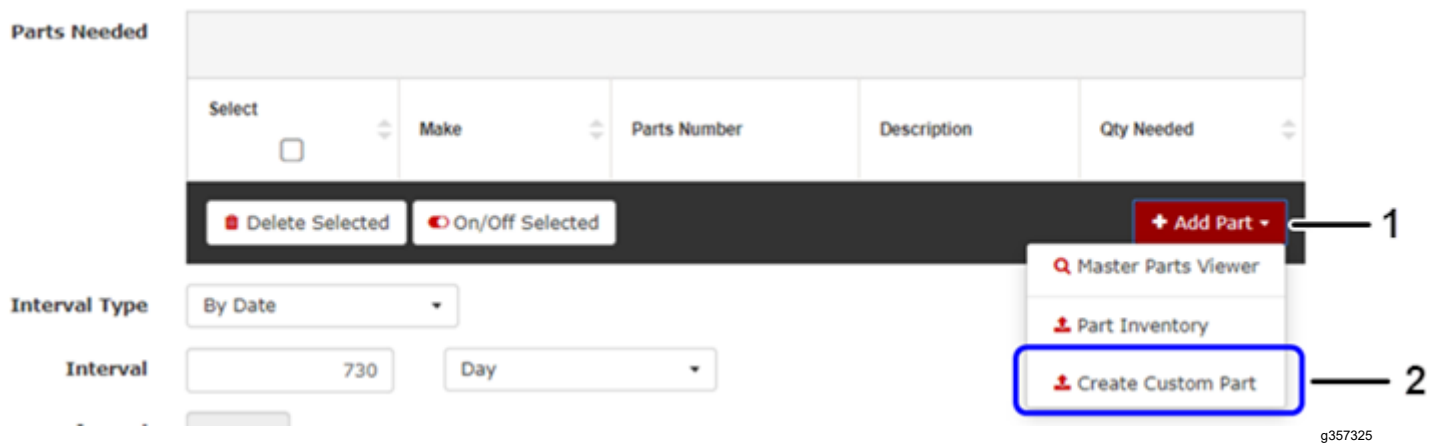 Parts Needed
Select
Make
Parts Number
Description
Qty Needed
Delete Selected
On/Off Selected
+ Add Part
1
Master Parts Viewer
Interval Type
By Date
Part Inventory
Interval
730
Day
Create Custom Part
2
g357325